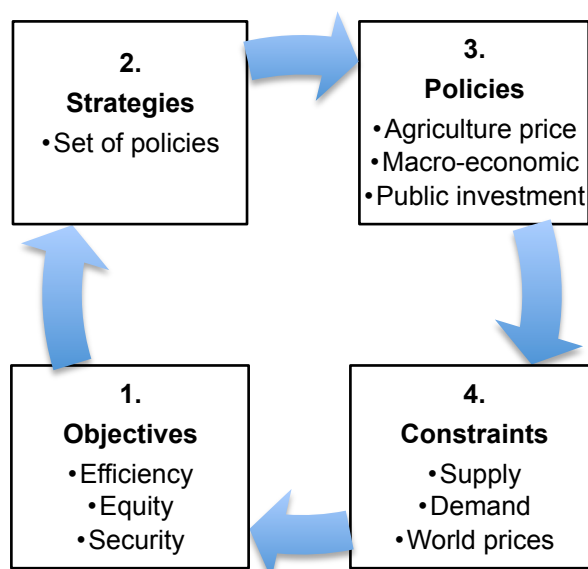 2.
Strategies
•Set of policies
3.
Policies
•Agriculture price
•Macro-economic
•Public investment
1.
Objectives
•Efficiency
•Equity
•Security
4.
Constraints
•Supply
•Demand
•World prices